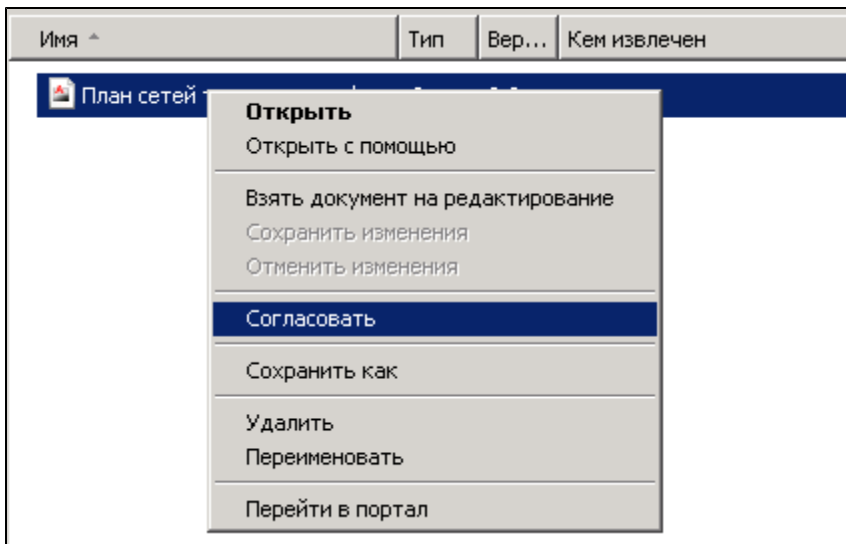 Имя Тип Вер... Кем извлечен
План сетей
Открыть
Открыть с помощью
Взять документ на редактирование
Сохранить изменения
Отменить изменения
Согласовать
Сохранить как
Удалить
Переименовать
Перейти в портал